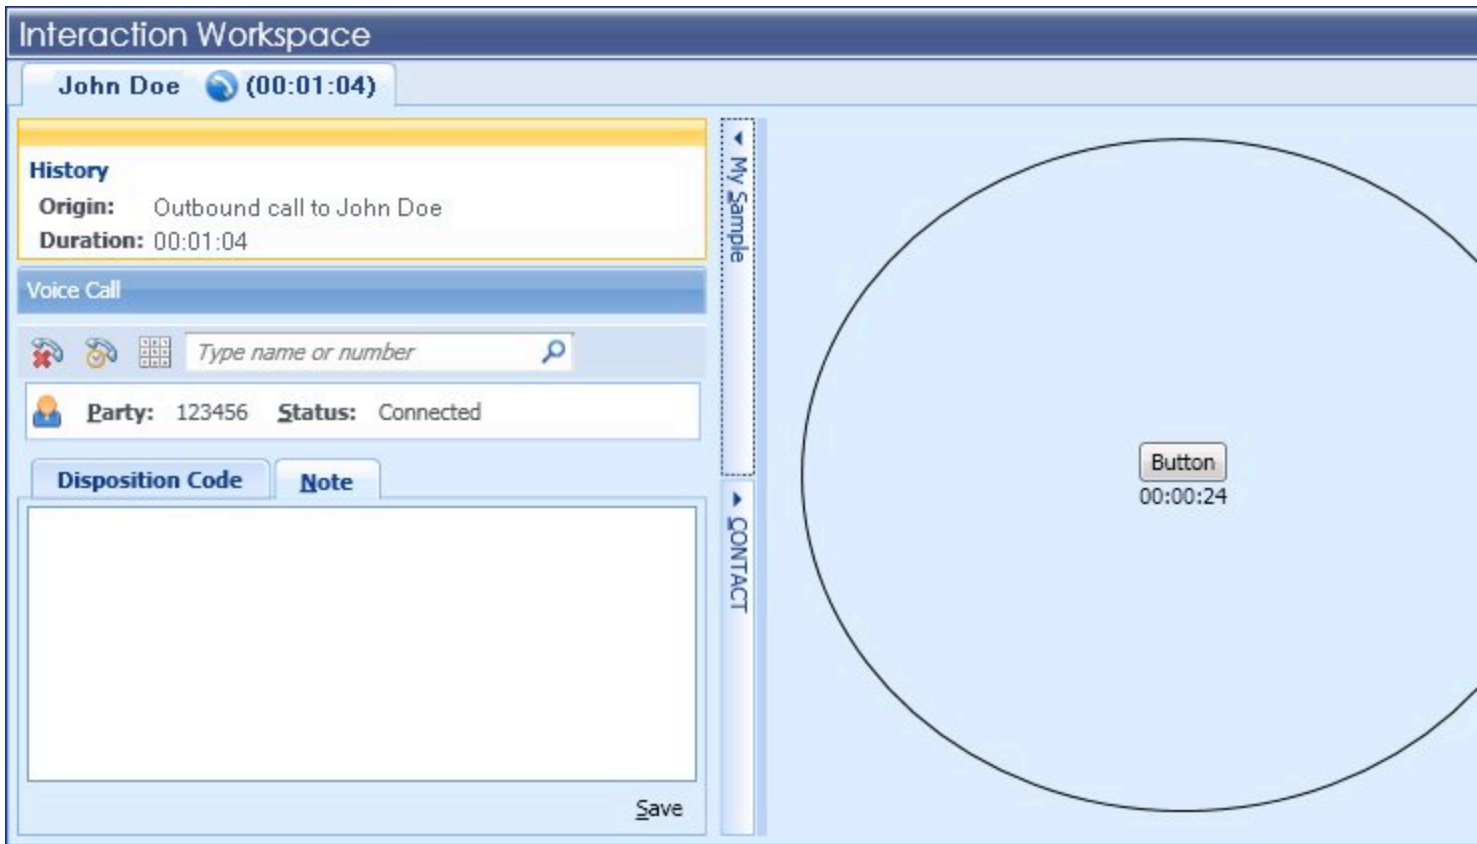 Interaction Workspace
John Doe (00:01:04)
History
Origin: Outbound call to John Doe
Duration: 00:01:04
Voice Call
Type name or number
Party: 123456 Status: Connected
Disposition Code Note
Save
My Sample
CONTACT
Button
00:00:24